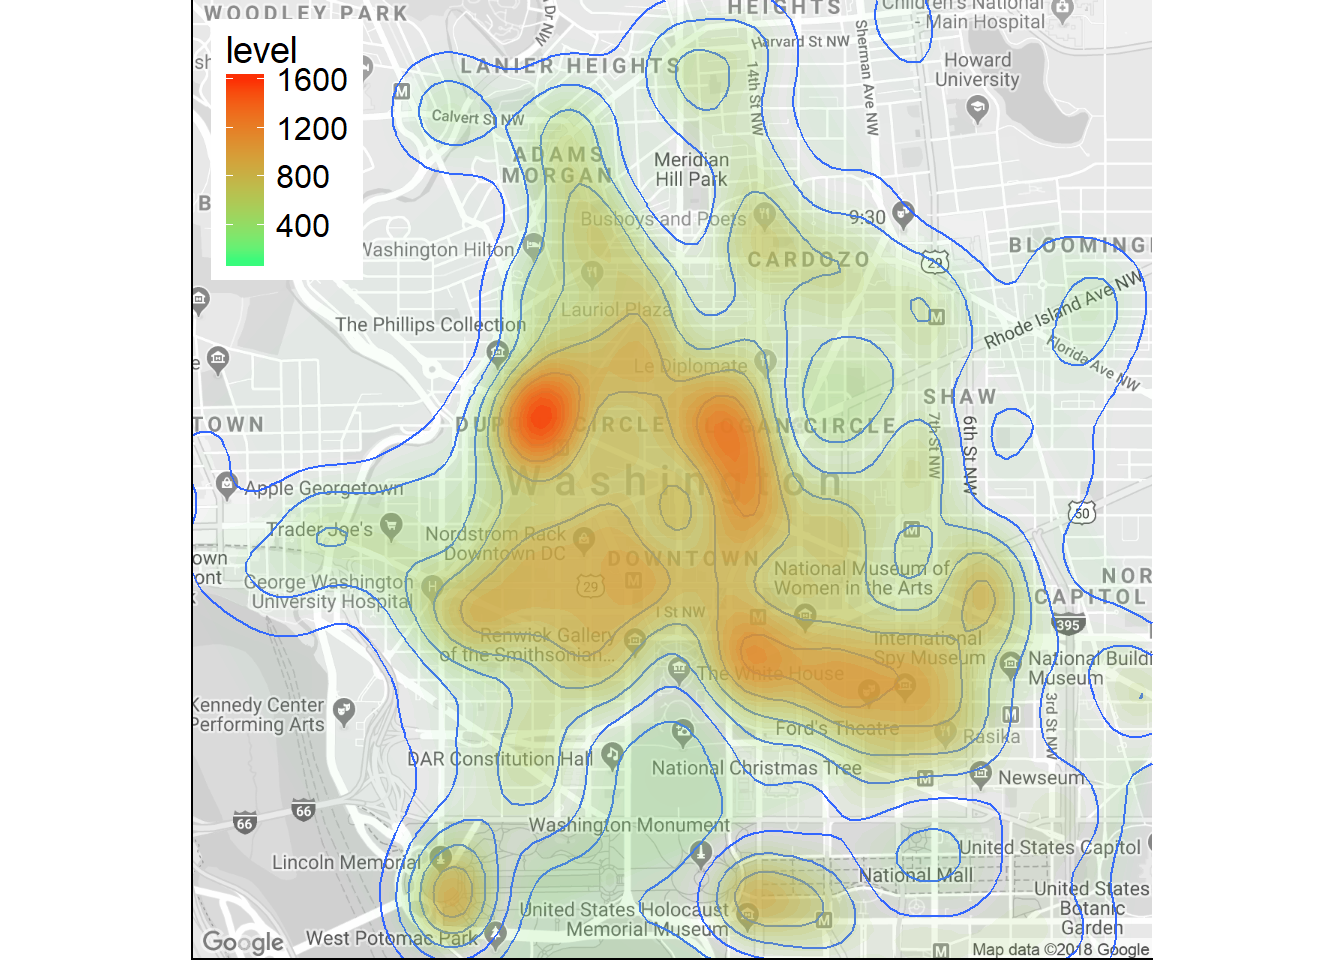 WOODLEY PARK
HEIGHTS
Children's National
- Main Hospital
Dr NW
Harvard St NW
Sherman Ave NW
14th St NW
level
1600
1200
800
400
LANIER HEIGHTS
Howard
University
Calvert St NW
ADAMS
MORGAN
Meridian
Hill Park
Busboys and Poets
9:30
Washington Hilton
CARDOZO
29
BLOOMING
Lauriol Plaza
M
Rhode Island Ave NW
The Phillips Collection
Florida Ave NW
Le Diplomate
SHAW
TOWN
CIRCLE
CIRCLE
7th St NW
6th St NW
Washington
Apple Georgetown
50
Trader Joe's
Nordstrom Rack
Downtown DC
M
own
ont
DOWNTOWN
George Washington
University Hospital
29
M
National Museum of
Women in the Arts
NOR
CAPITOL
I St NW
M
395
Renwick Gallery
of the Smithsonian...
International
Spy Museum
The White House
National Buildi
Museum
Kennedy Center
Performing Arts
3rd St NW
M
Ford's Theatre
Rasika
DAR Constitution Hall
National Christmas Tree
M
Newseum
66
66
Washington Monument
Lincoln Memorial
United States Capitol
National Mall
United States
Botanic
Garden
United States Holocaust
Memorial Museum
M
West Potomac Park
M
Google
Map data ©2018 Google